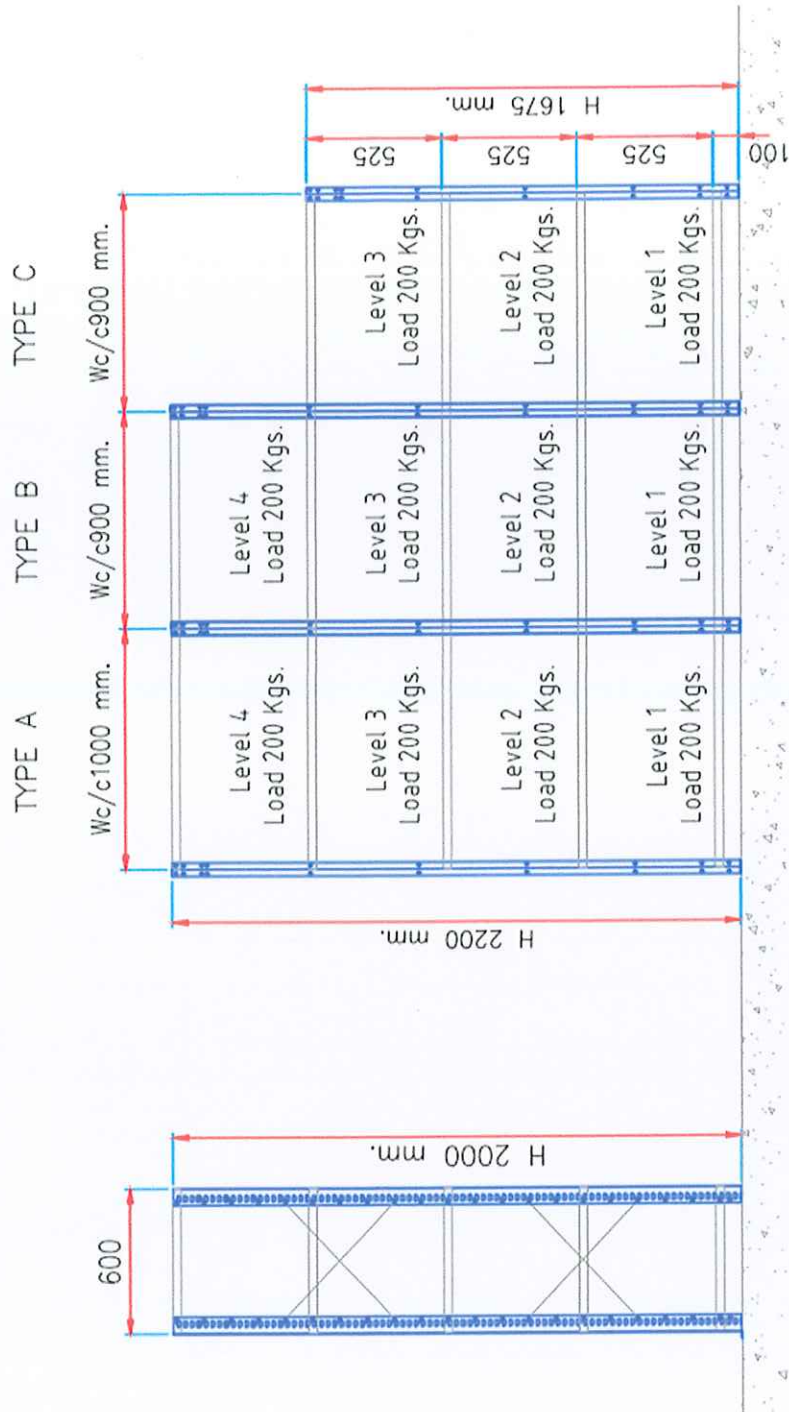 TYPE A
TYPE B
TYPE C
600
Wc/c1000 mm.
Wc/c900 mm.
Wc/c900 mm.
H 2000 mm.
H 2200 mm.
Level 4
Load 200 Kgs.
Level 3
Load 200 Kgs.
Level 2
Load 200 Kgs.
Level 1
Load 200 Kgs.
Level 4
Load 200 Kgs.
Level 3
Load 200 Kgs.
Level 2
Load 200 Kgs.
Level 1
Load 200 Kgs.
Level 3
Load 200 Kgs.
Level 2
Load 200 Kgs.
Level 1
Load 200 Kgs.
525
525
525
100
H 1675 mm.